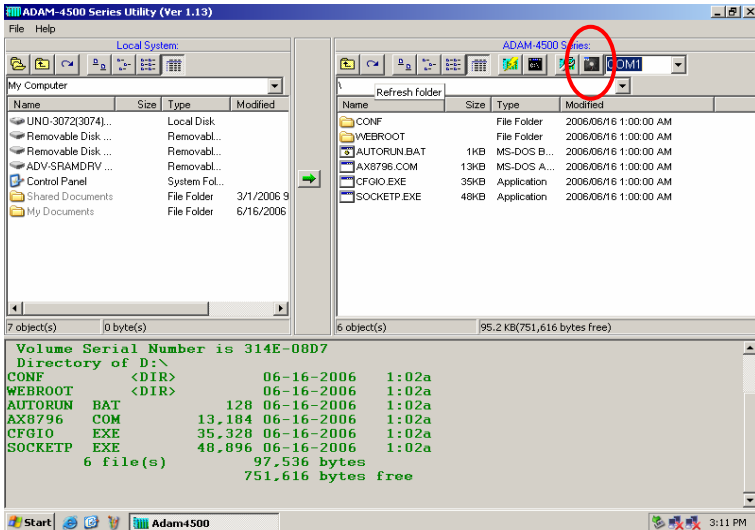 ADAM-4500 Series Utility (Ver 1.13)
File Help
Local System:
My Computer
Name Size Type Modified
UNO-3072(3074)... Local Disk
Removable Disk ... Removabl...
Removable Disk ... Removabl...
ADV-SRAMDRV ... Removabl...
Control Panel System Fol...
Shared Documents File Folder 3/1/2006 9
My Documents File Folder 6/16/2006
7 object(s) 0 byte(s)
ADAM-4500 Series:
COM1
\
Refresh folder
Name Size Type Modified
CONF File Folder 2006/06/16 1:00:00 AM
WEBROOT File Folder 2006/06/16 1:00:00 AM
AUTORUN.BAT 1KB MS-DOS B... 2006/06/16 1:00:00 AM
AX8796.COM 13KB MS-DOS A... 2006/06/16 1:00:00 AM
CFGIO.EXE 35KB Application 2006/06/16 1:00:00 AM
SOCKETP.EXE 48KB Application 2006/06/16 1:00:00 AM
6 object(s) 95.2 KB(751,616 bytes free)
Volume Serial Number is 314E-08D7
Directory of D:\
CONF <DIR> 06-16-2006 1:02a
WEBROOT <DIR> 06-16-2006 1:02a
AUTORUN BAT 128 06-16-2006 1:02a
AX8796 COM 13,184 06-16-2006 1:02a
CFGIO EXE 35,328 06-16-2006 1:02a
SOCKETP EXE 48,896 06-16-2006 1:02a
6 file(s) 97,536 bytes
751,616 bytes free
Start Adam4500 3:11 PM